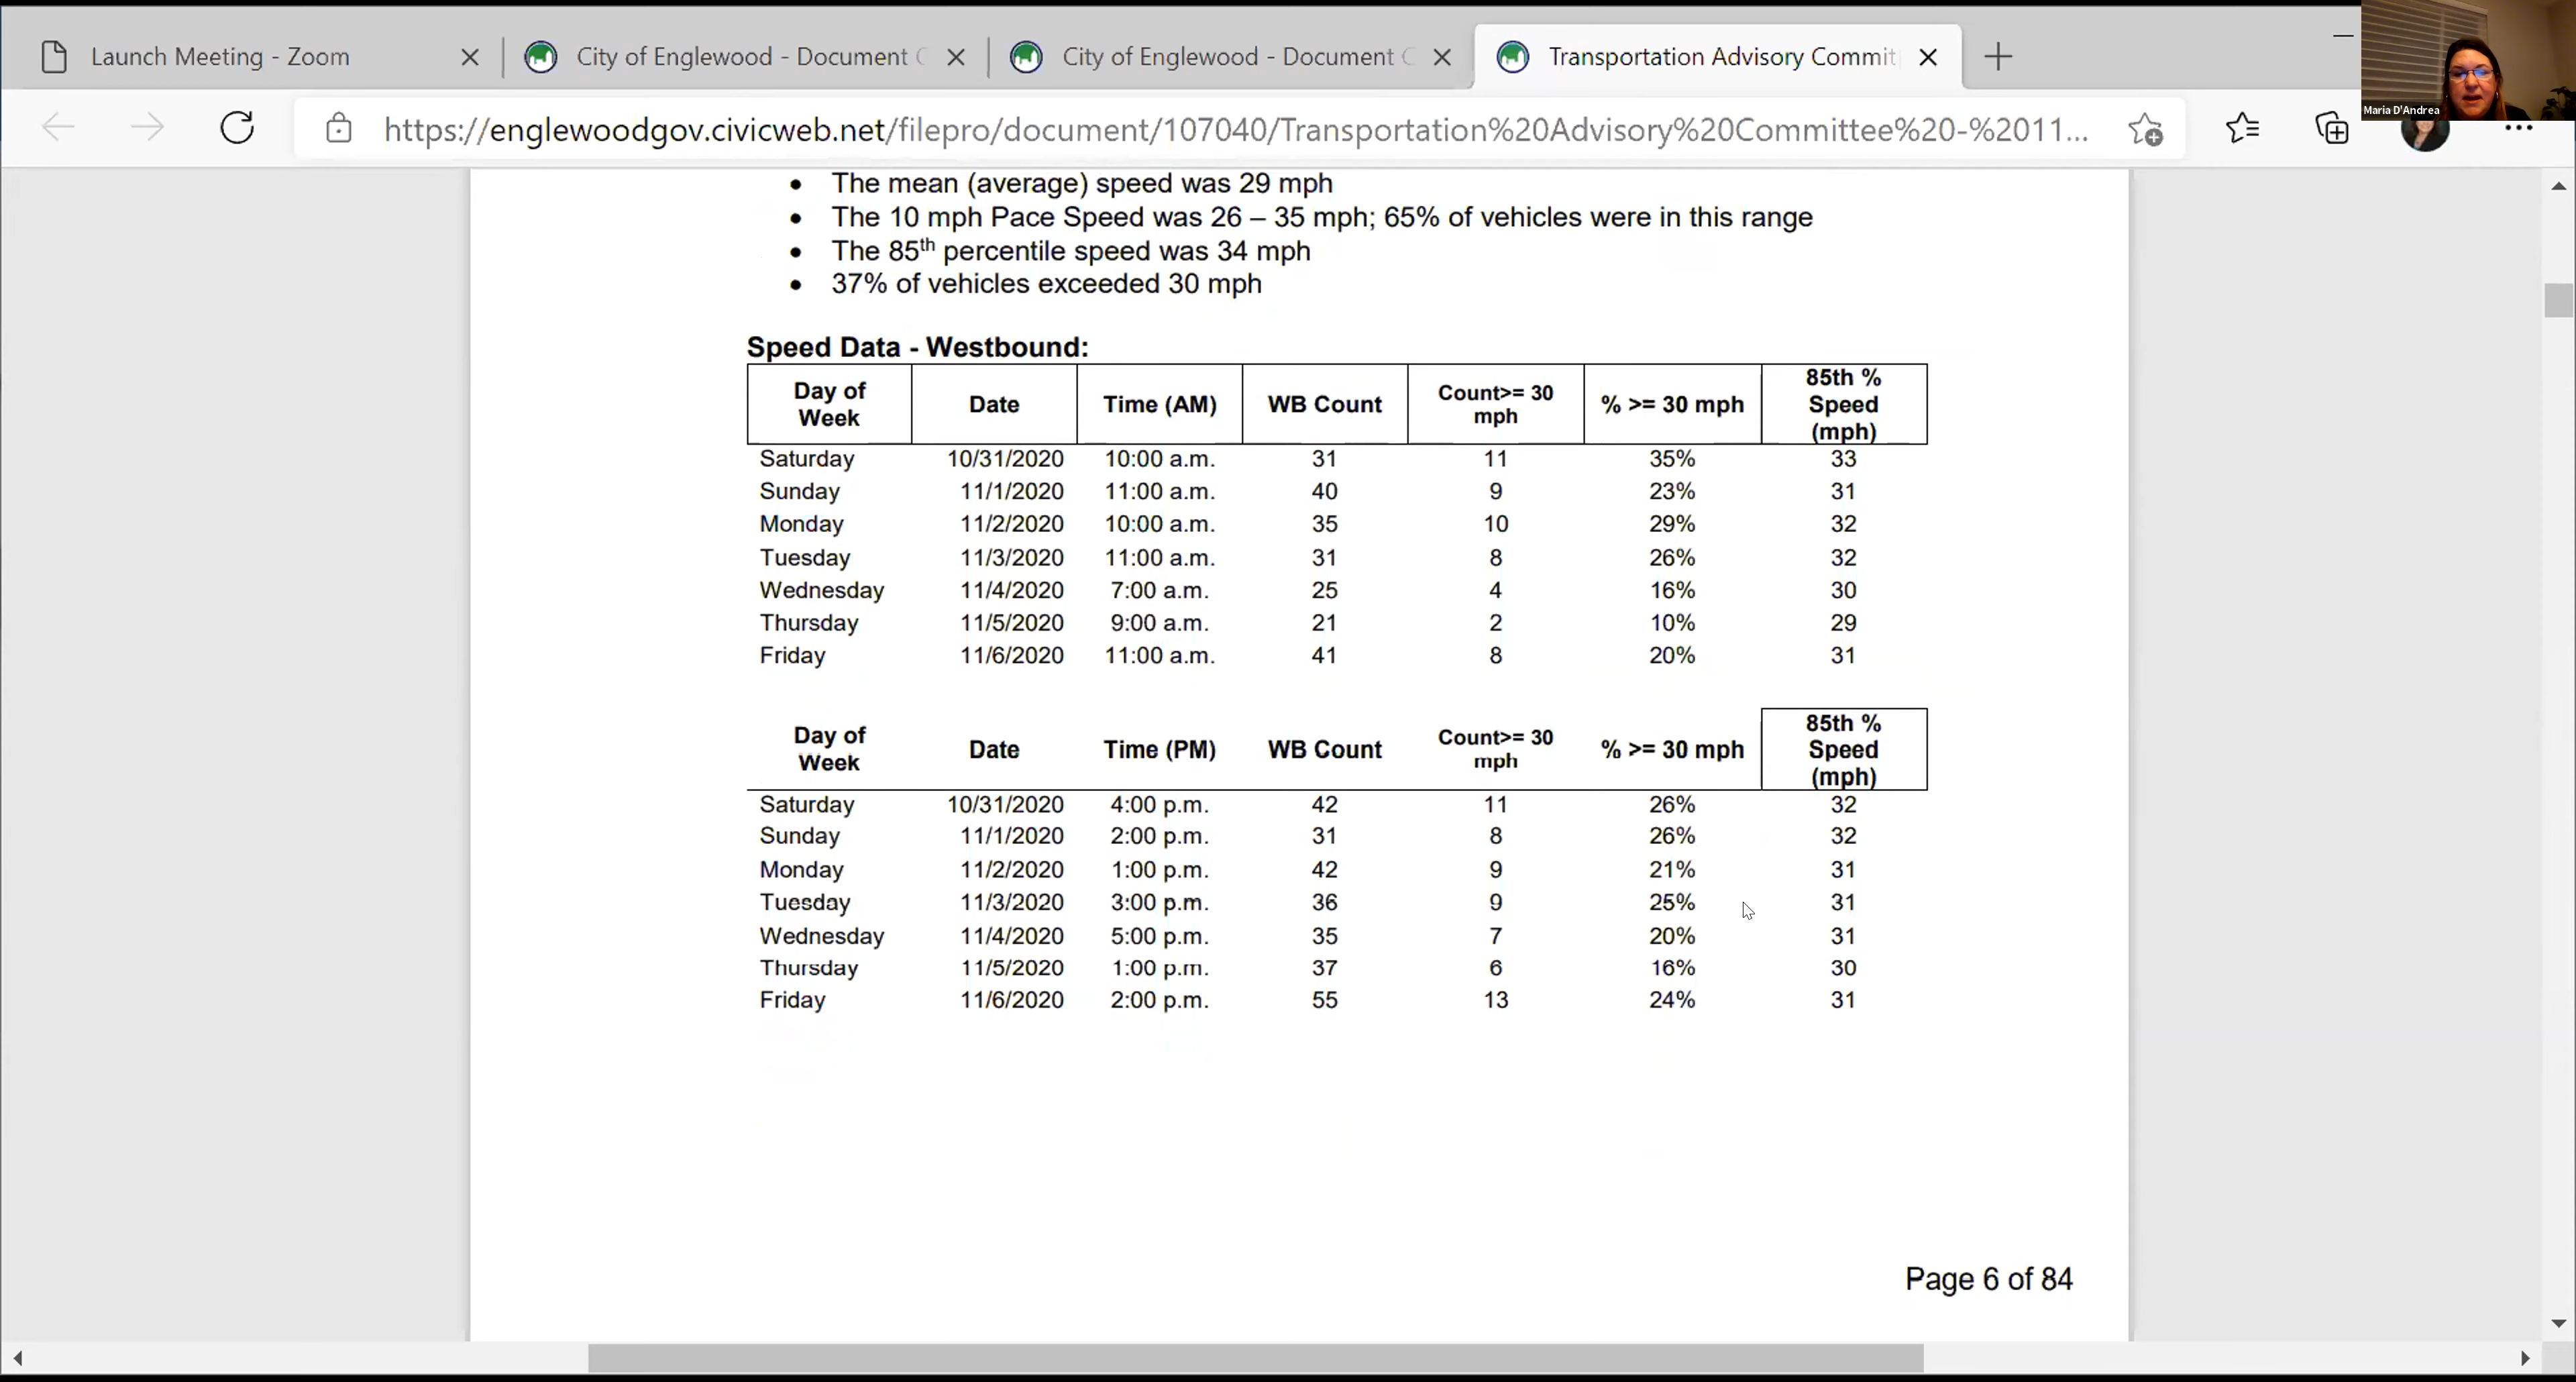 Launch Meeting - Zoom
City of Englewood - Document C
City of Englewood - Document C
Transportation Advisory Commit
Maria D'Andrea
https://englewoodgov.civicweb.net/filepro/document/107040/Transportation%20Advisory%20Committee%20-%2011...
• The mean (average) speed was 29 mph
• The 10 mph Pace Speed was 26 – 35 mph; 65% of vehicles were in this range
• The 85th percentile speed was 34 mph
• 37% of vehicles exceeded 30 mph
Speed Data - Westbound:
Day of Week Date Time (AM) WB Count Count>= 30 mph % >= 30 mph 85th % Speed (mph)
Saturday 10/31/2020 10:00 a.m. 31 11 35% 33
Sunday 11/1/2020 11:00 a.m. 40 9 23% 31
Monday 11/2/2020 10:00 a.m. 35 10 29% 32
Tuesday 11/3/2020 11:00 a.m. 31 8 26% 32
Wednesday 11/4/2020 7:00 a.m. 25 4 16% 30
Thursday 11/5/2020 9:00 a.m. 21 2 10% 29
Friday 11/6/2020 11:00 a.m. 41 8 20% 31
Day of Week Date Time (PM) WB Count Count>= 30 mph % >= 30 mph 85th % Speed (mph)
Saturday 10/31/2020 4:00 p.m. 42 11 26% 32
Sunday 11/1/2020 2:00 p.m. 31 8 26% 32
Monday 11/2/2020 1:00 p.m. 42 9 21% 31
Tuesday 11/3/2020 3:00 p.m. 36 9 25% 31
Wednesday 11/4/2020 5:00 p.m. 35 7 20% 31
Thursday 11/5/2020 1:00 p.m. 37 6 16% 30
Friday 11/6/2020 2:00 p.m. 55 13 24% 31
Page 6 of 84